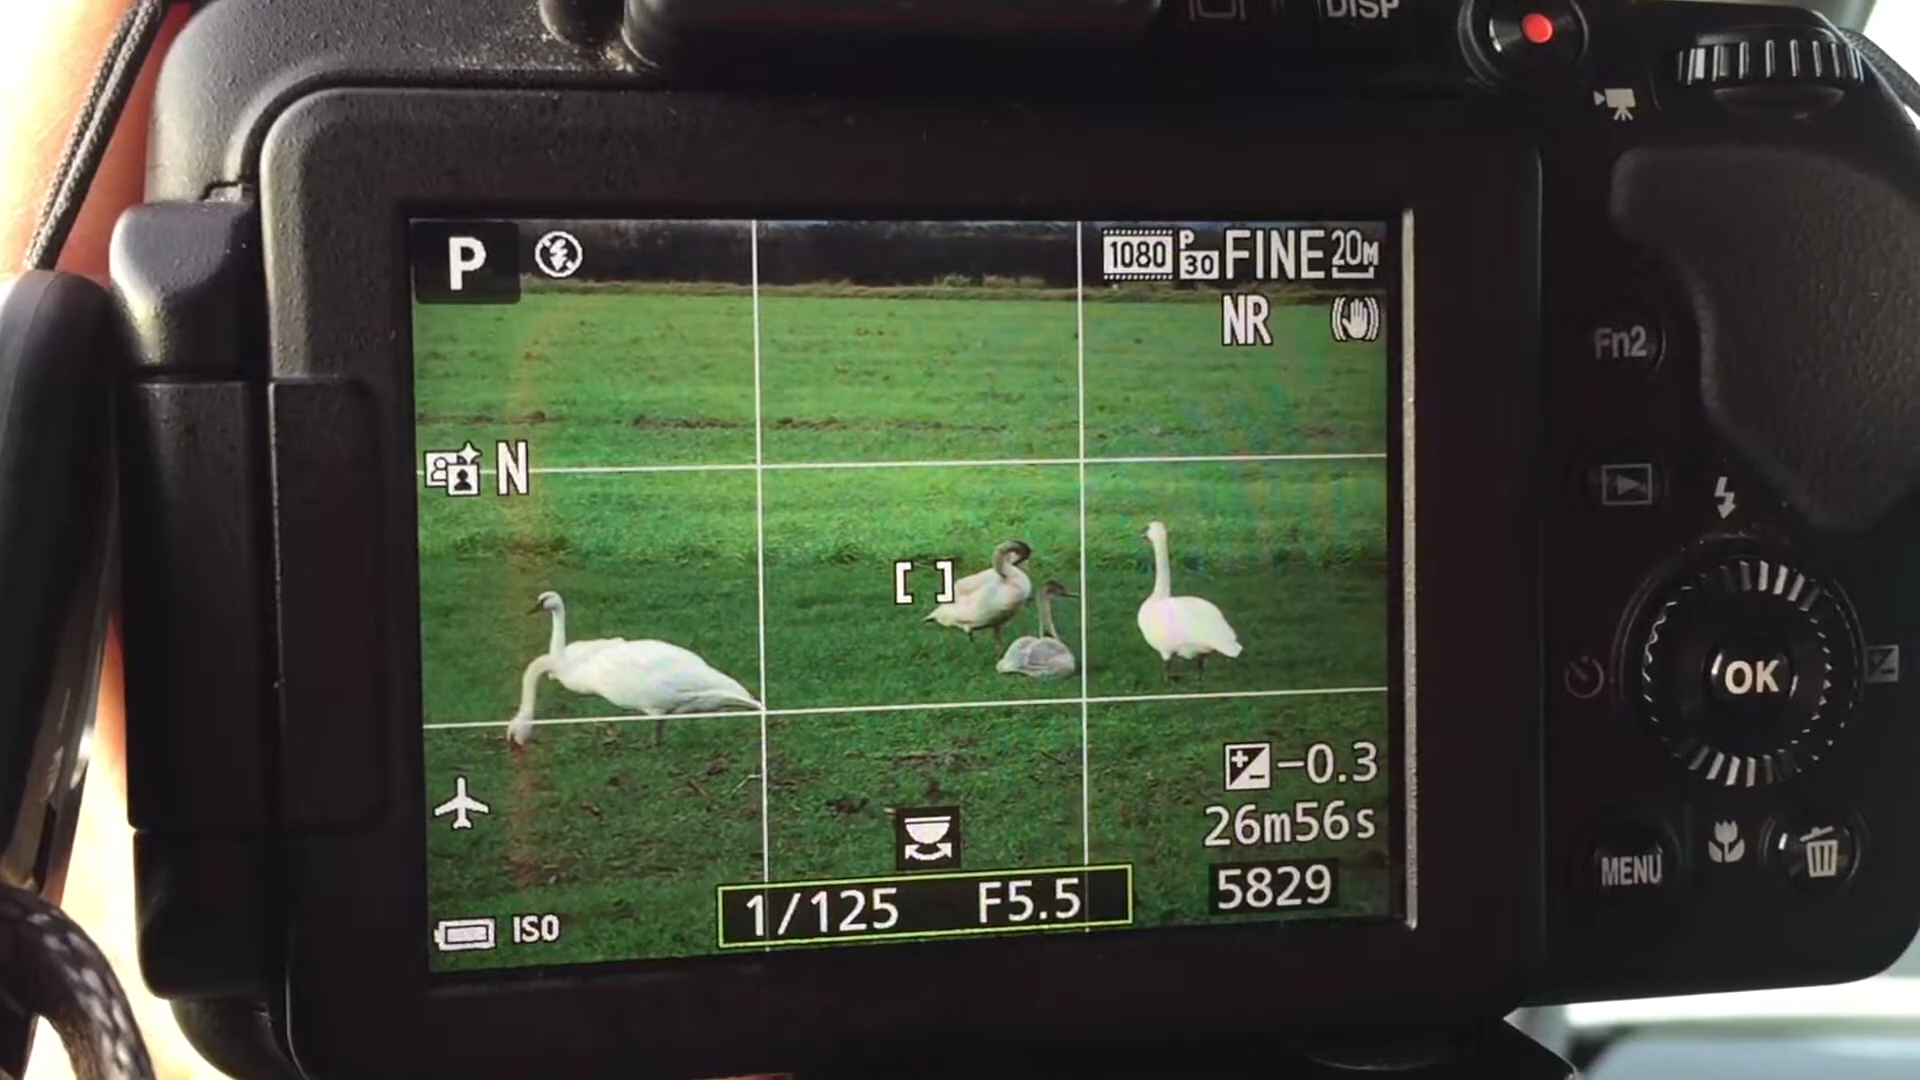 DISP
P
1080 P 30 FINE 20M
NR
Fn2
N
OK
-0.3
26m56s
5829
MENU
1/125 F5.5
ISO